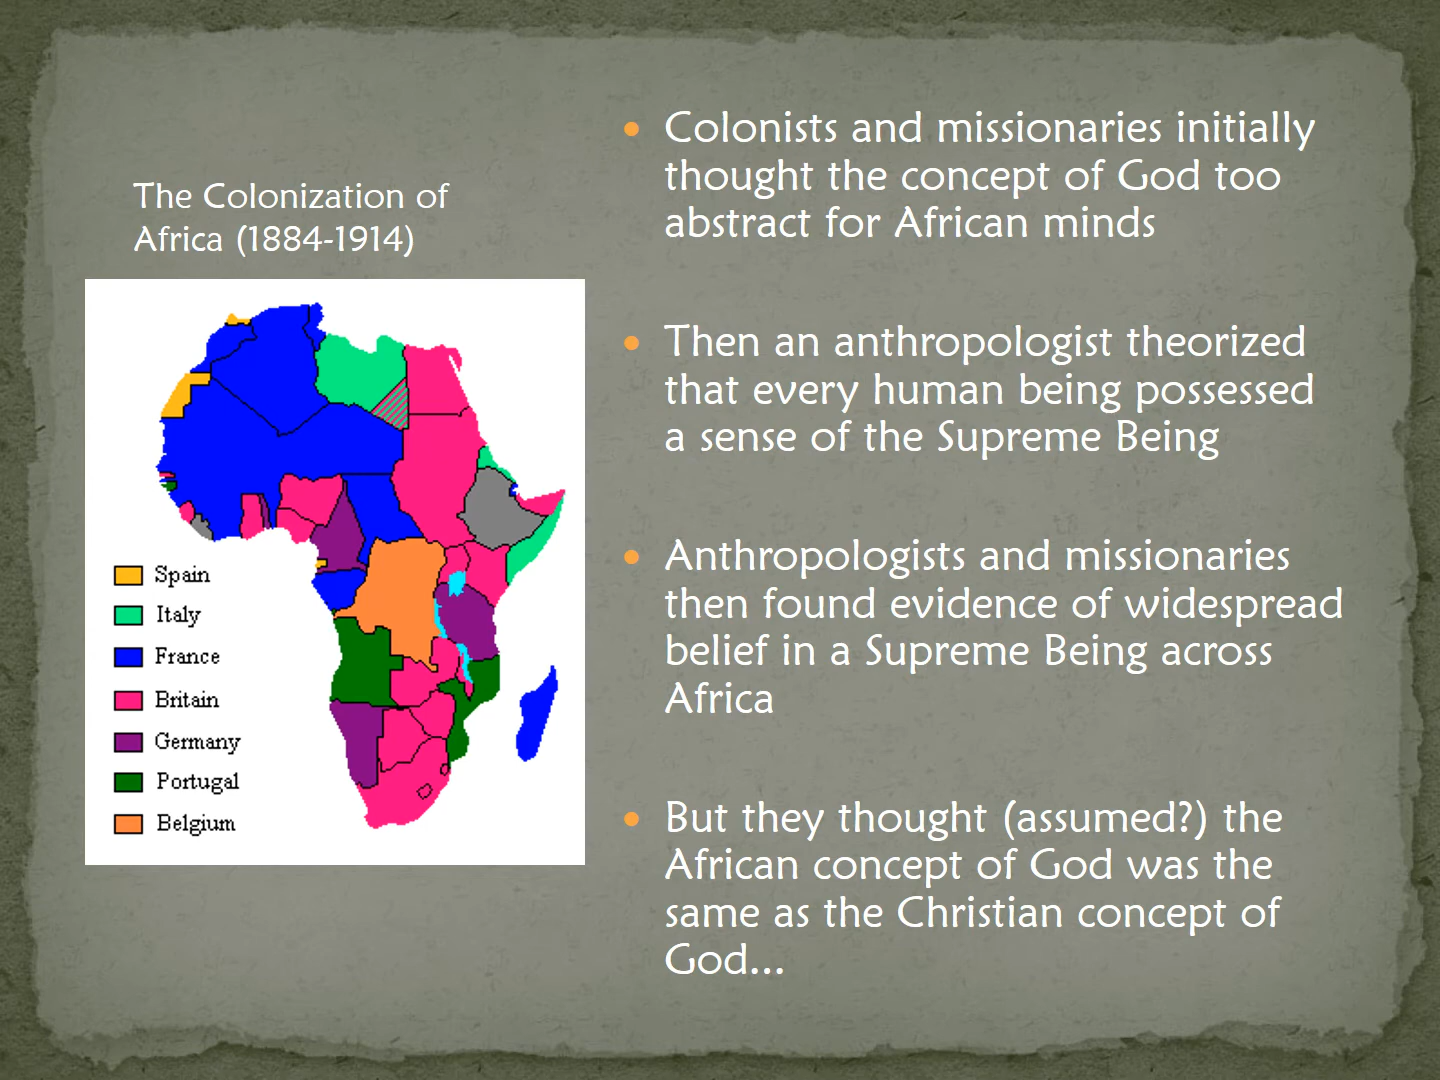 The Colonization of
Africa (1884-1914)
Spain
Italy
France
Britain
Germany
Portugal
Belgium
• Colonists and missionaries initially
thought the concept of God too
abstract for African minds
• Then an anthropologist theorized
that every human being possessed
a sense of the Supreme Being
• Anthropologists and missionaries
then found evidence of widespread
belief in a Supreme Being across
Africa
• But they thought (assumed?) the
African concept of God was the
same as the Christian concept of
God...